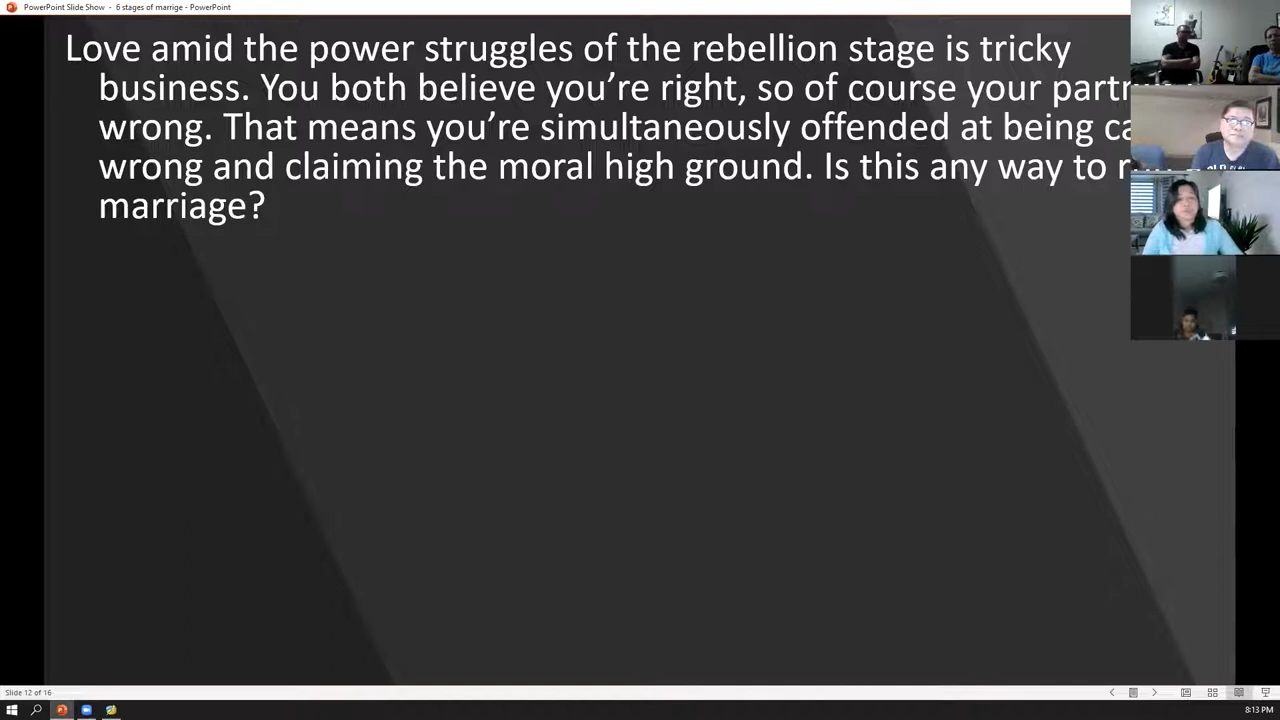 PowerPoint Slide Show - 6 stages of marrige - PowerPoint
Love amid the power struggles of the rebellion stage is tricky
business. You both believe you’re right, so of course your
wrong. That means you’re simultaneously offended at being
wrong and claiming the moral high ground. Is this any way to
marriage?
Slide 12 of 16
8:13 PM